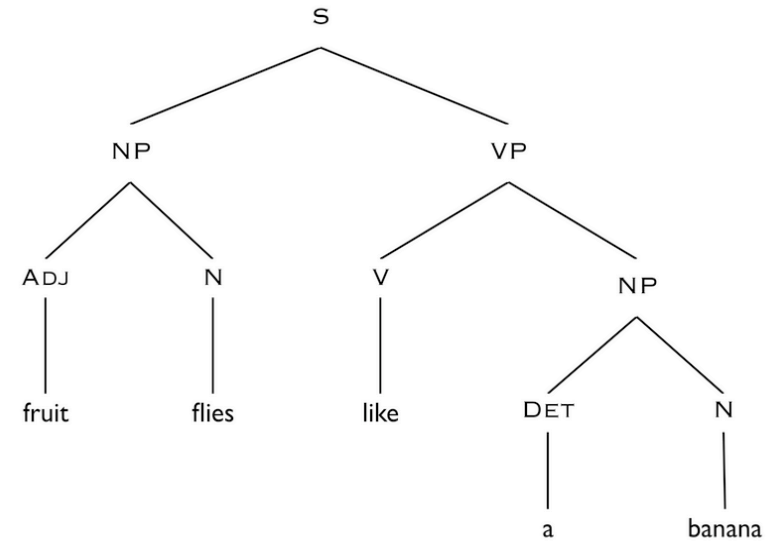 S
NP VP
ADJ N V NP
fruit flies like DET N
a banana